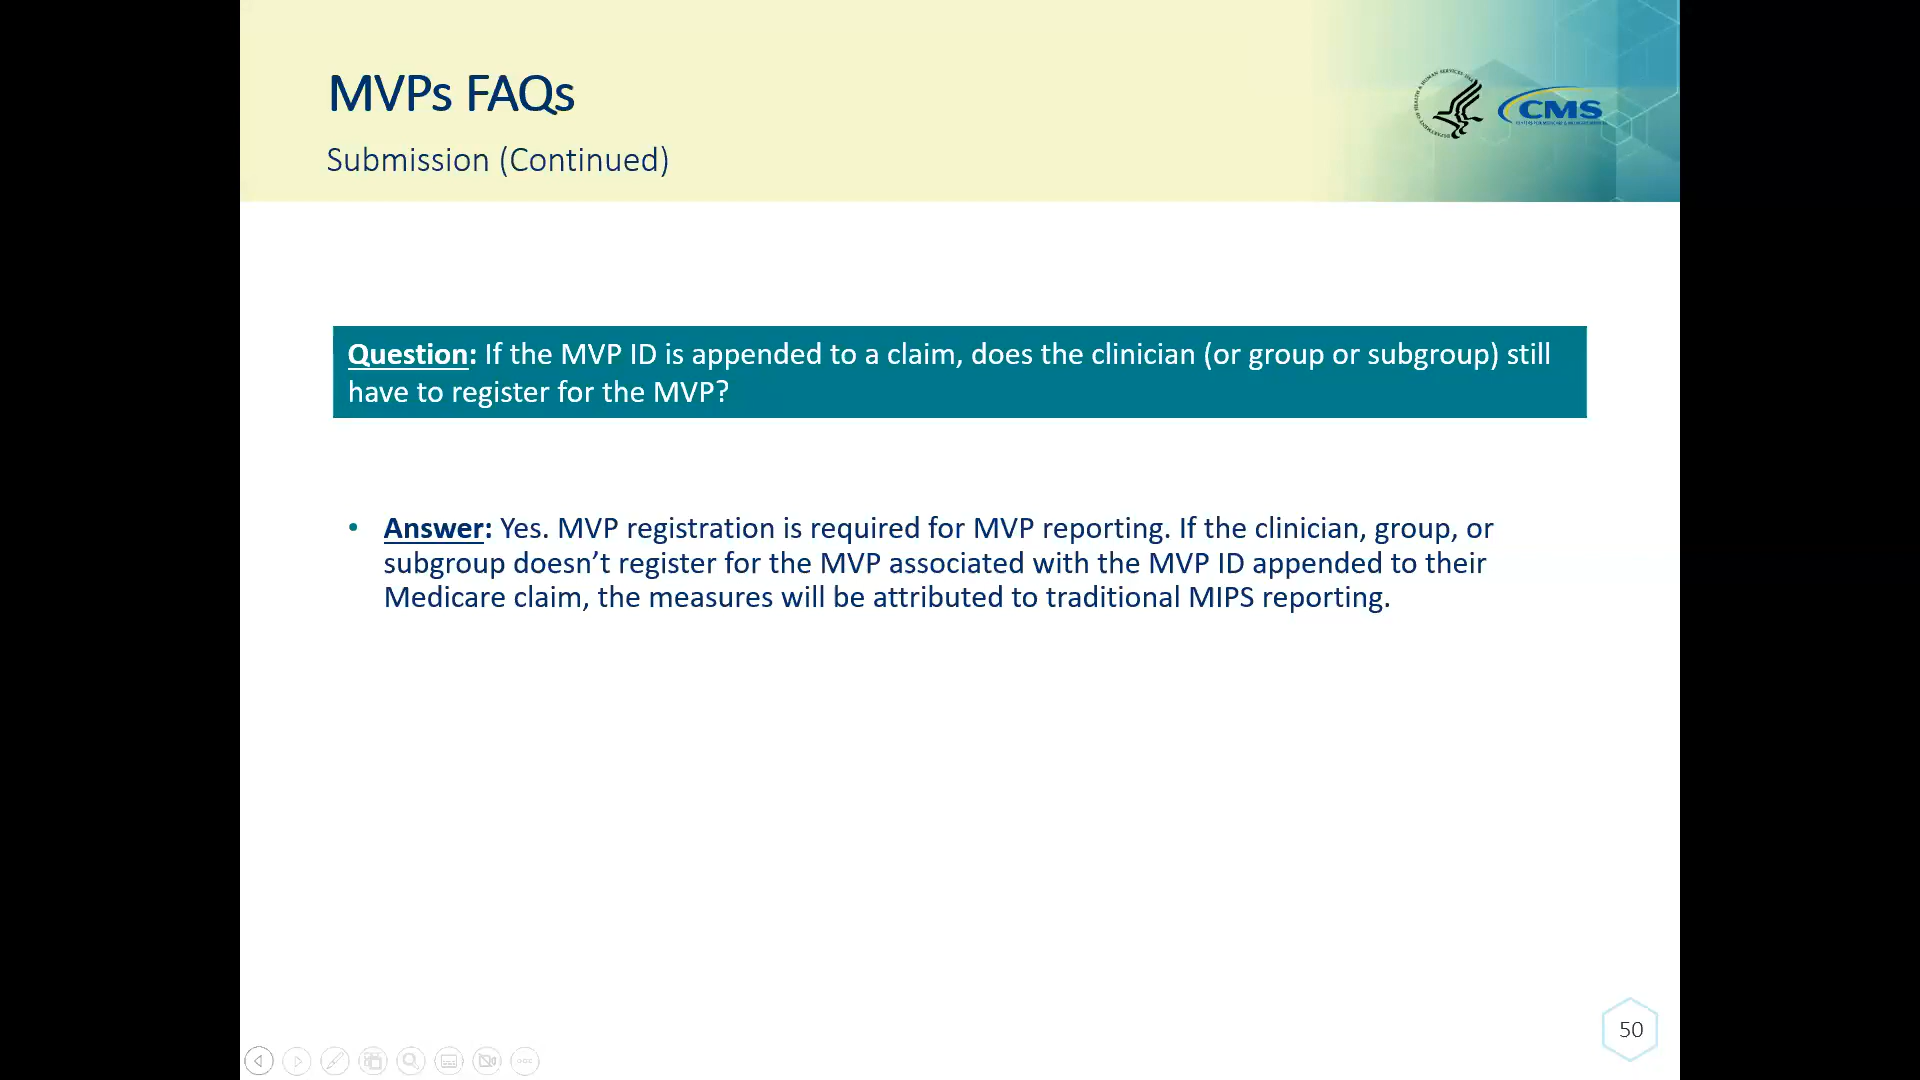 MVPs FAQs
Submission (Continued)
CMS
Question: If the MVP ID is appended to a claim, does the clinician (or group or subgroup) still
have to register for the MVP?
• Answer: Yes. MVP registration is required for MVP reporting. If the clinician, group, or
subgroup doesn’t register for the MVP associated with the MVP ID appended to their
Medicare claim, the measures will be attributed to traditional MIPS reporting.
50